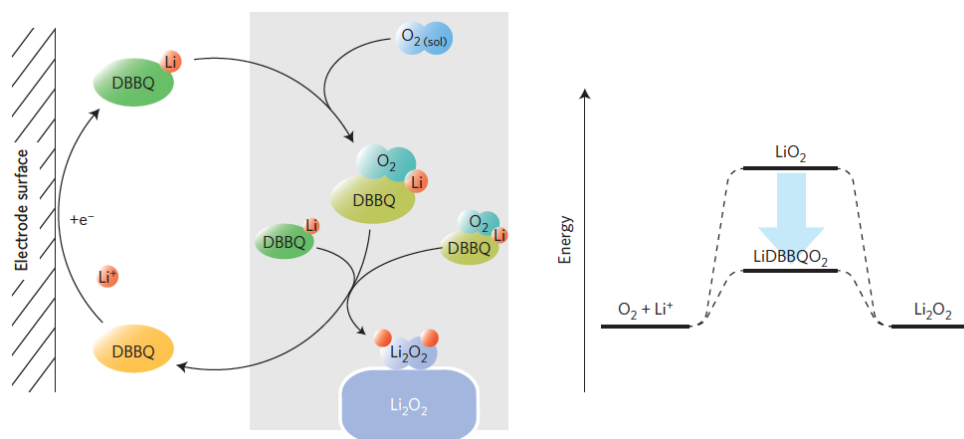 Electrode surface
+e⁻
Li⁺
DBBQ
DBBQ
Li
O₂ (sol)
O₂
Li
DBBQ
DBBQ
Li
O₂
DBBQ
Li
Li₂O₂
Li₂O₂
Energy
LiO₂
LiDBBQO₂
O₂ + Li⁺
Li₂O₂